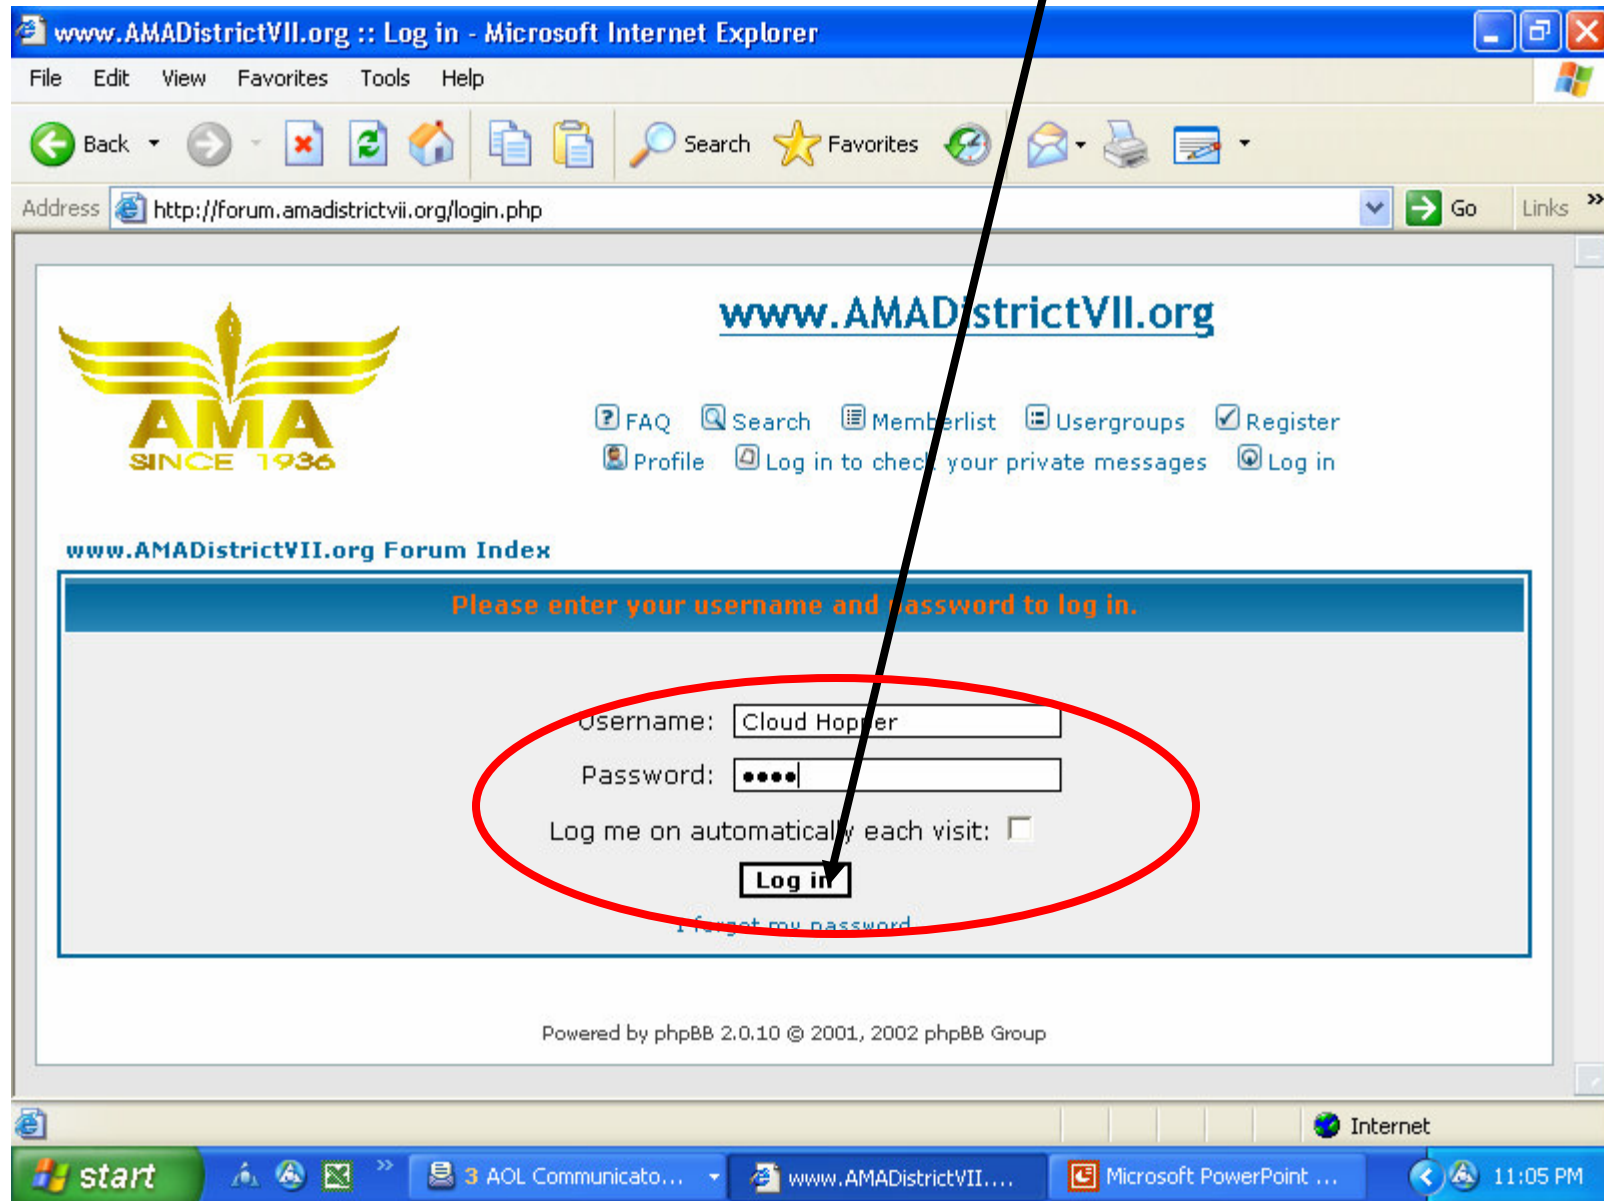 www.AMADistrictVII.org :: Log in - Microsoft Internet Explorer
File Edit View Favorites Tools Help
Back Search Favorites
Address http://forum.amadistrictvii.org/login.php Go Links »
www.AMADistrictVII.org
AMA
SINCE 1936
FAQ Search Memberlist Usergroups Register
Profile Log in to check your private messages Log in
www.AMADistrictVII.org Forum Index
Please enter your username and password to log in.
Username: Cloud Hopper
Password: ••••
Log me on automatically each visit:
Log in
I forgot my password
Powered by phpBB 2.0.10 © 2001, 2002 phpBB Group
Internet
start » 3 AOL Communicato... www.AMADistrictVII.... Microsoft PowerPoint ... 11:05 PM